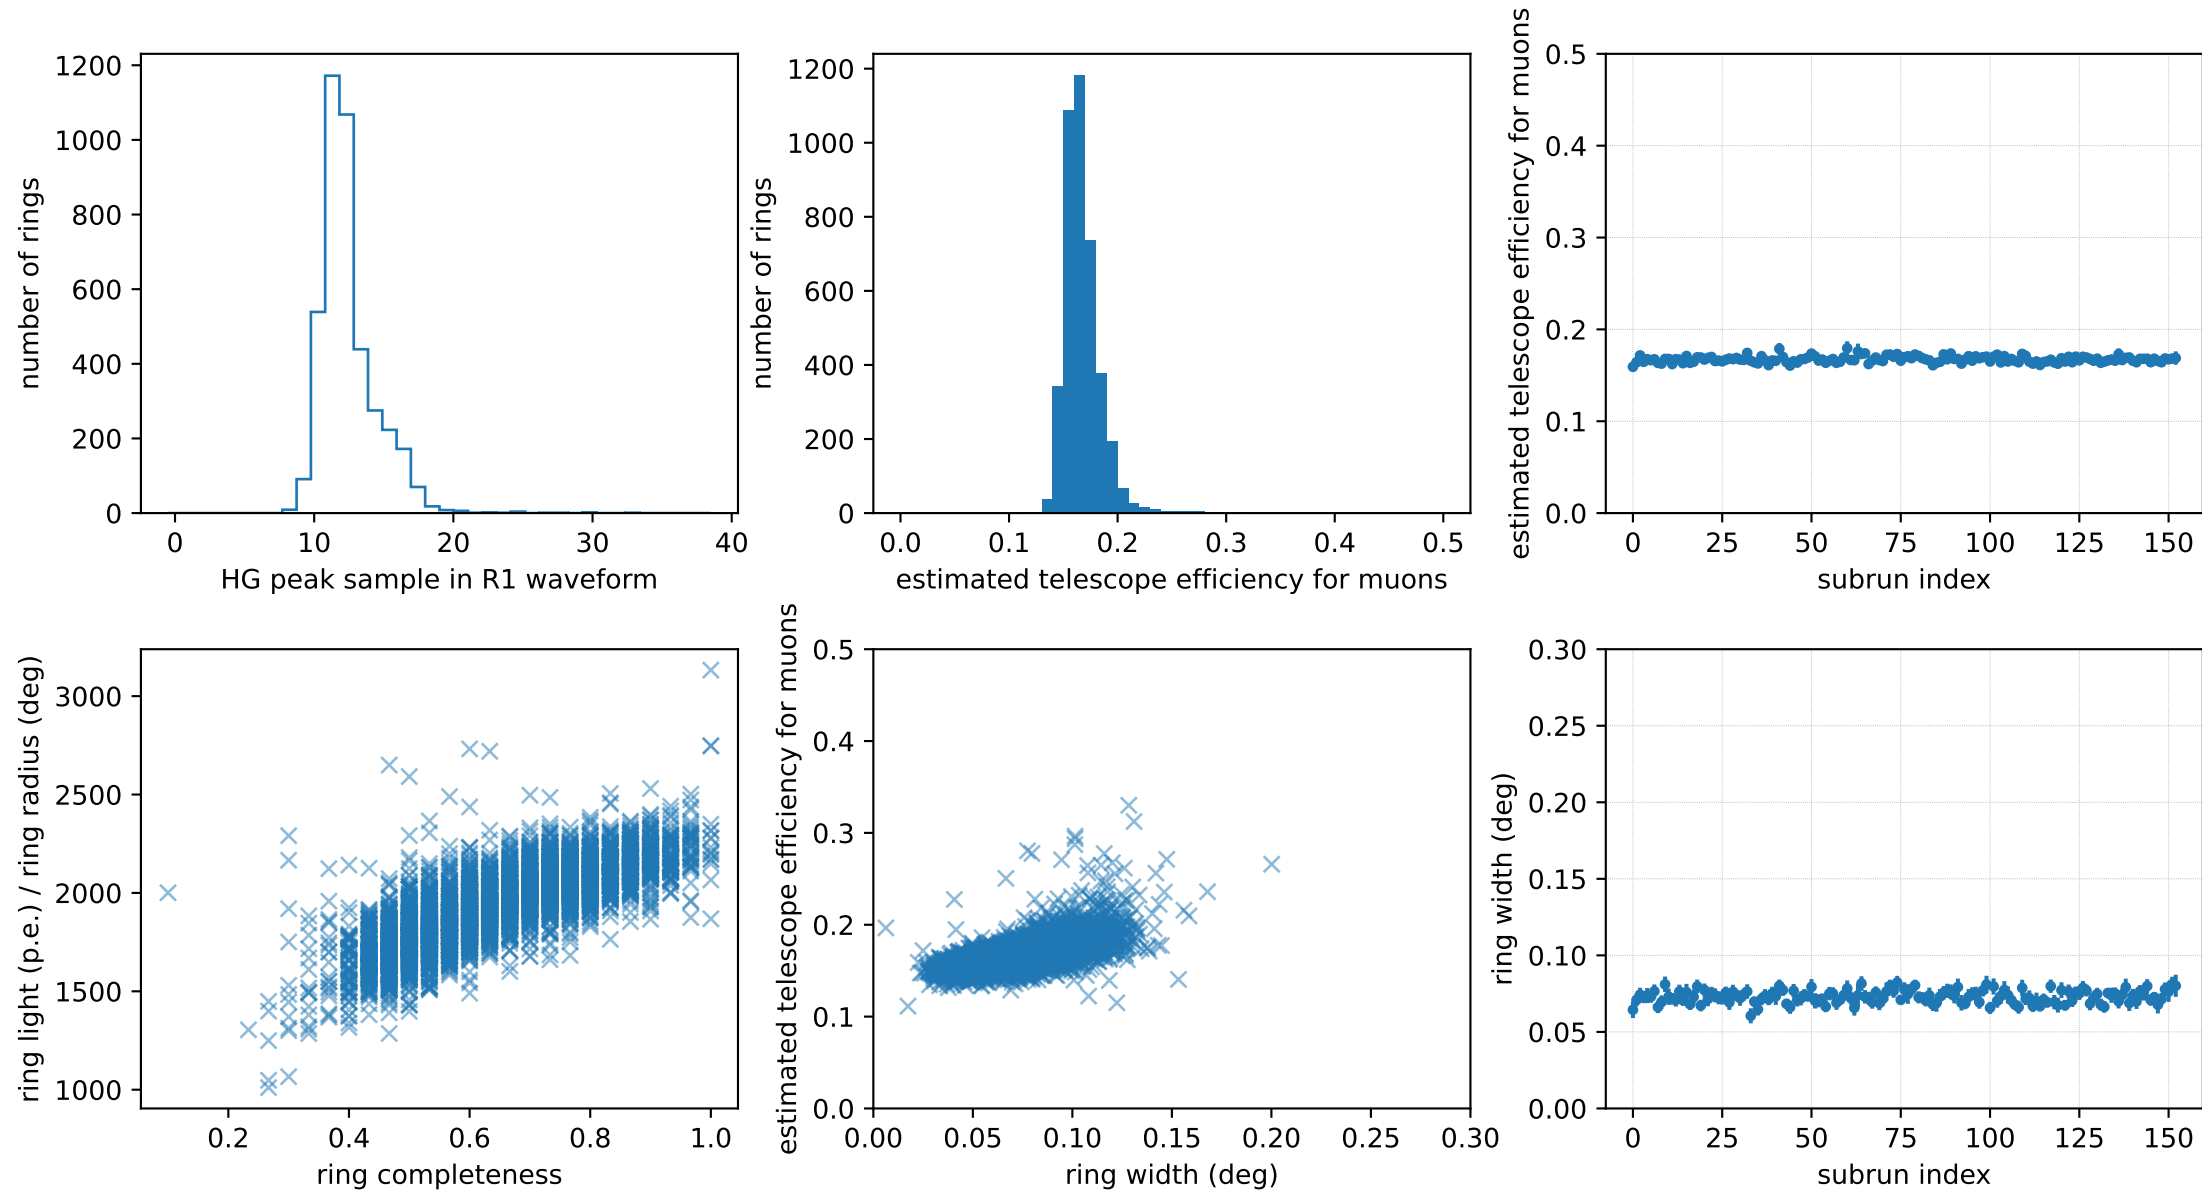 1200
1000
800
600
400
200
0
number of rings
0 10 20 30 40
HG peak sample in R1 waveform
1200
1000
800
600
400
200
0
number of rings
0.0 0.1 0.2 0.3 0.4 0.5
estimated telescope efficiency for muons
0.5
0.4
0.3
0.2
0.1
0.0
estimated telescope efficiency for muons
0 25 50 75 100 125 150
subrun index
3000
2500
2000
1500
1000
ring light (p.e.) / ring radius (deg)
0.2 0.4 0.6 0.8 1.0
ring completeness
0.5
0.4
0.3
0.2
0.1
0.0
estimated telescope efficiency for muons
0.00 0.05 0.10 0.15 0.20 0.25 0.30
ring width (deg)
0.30
0.25
0.20
0.15
0.10
0.05
0.00
ring width (deg)
0 25 50 75 100 125 150
subrun index